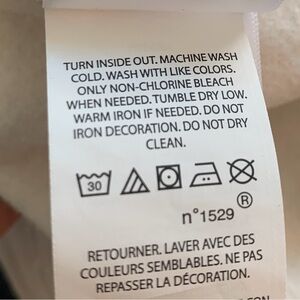 TURN INSIDE OUT. MACHINE WASH
COLD. WASH WITH LIKE COLORS.
ONLY NON-CHLORINE BLEACH
WHEN NEEDED. TUMBLE DRY LOW.
WARM IRON IF NEEDED. DO NOT
IRON DECORATION. DO NOT DRY
CLEAN.
30
®
n°1529
RETOURNER. LAVER AVEC DES
COULEURS SEMBLABLES. NE PAS
REPASSER LA DÉCORATION.